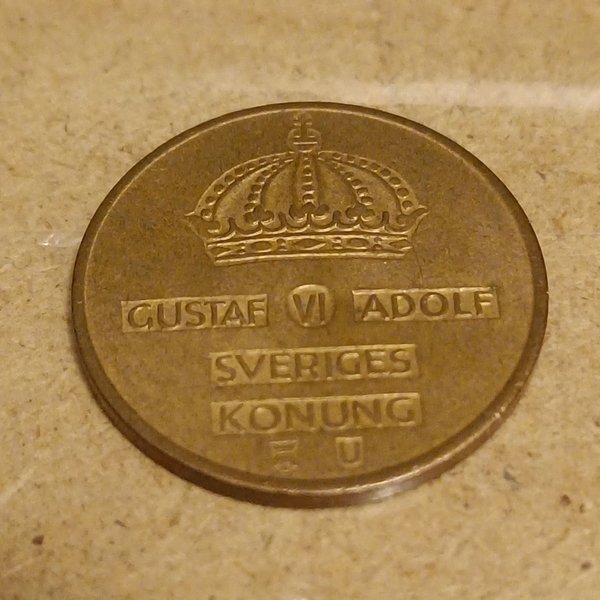 GUSTAF VI ADOLF
SVERIGES
KONUNG
U